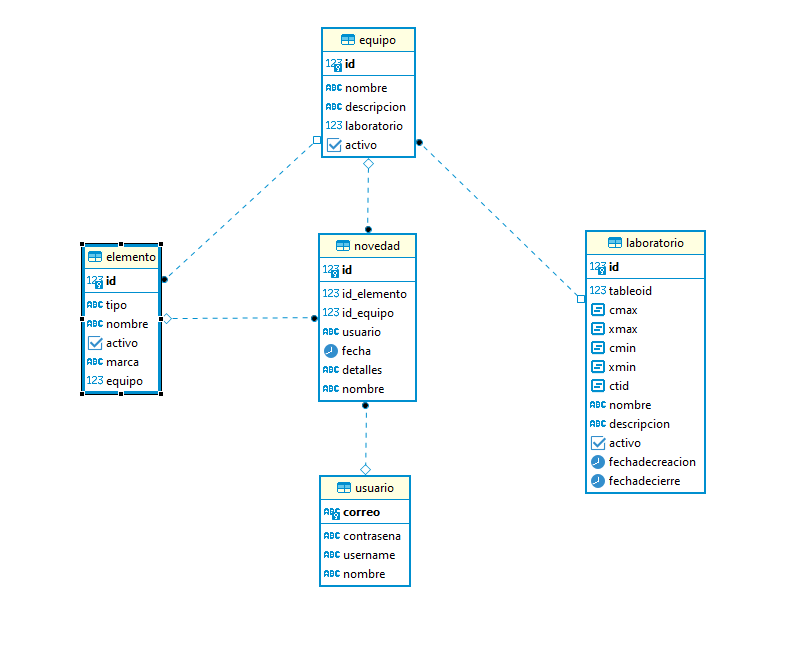 equipo
123 id
ABC nombre
ABC descripcion
123 laboratorio
activo
elemento
123 id
ABC tipo
ABC nombre
activo
ABC marca
123 equipo
novedad
123 id
123 id_elemento
123 id_equipo
ABC usuario
fecha
ABC detalles
ABC nombre
laboratorio
123 id
123 tableoid
cmax
xmax
cmin
xmin
ctid
ABC nombre
ABC descripcion
activo
fechadecreacion
fechadecierre
usuario
ABC correo
ABC contrasena
ABC username
ABC nombre